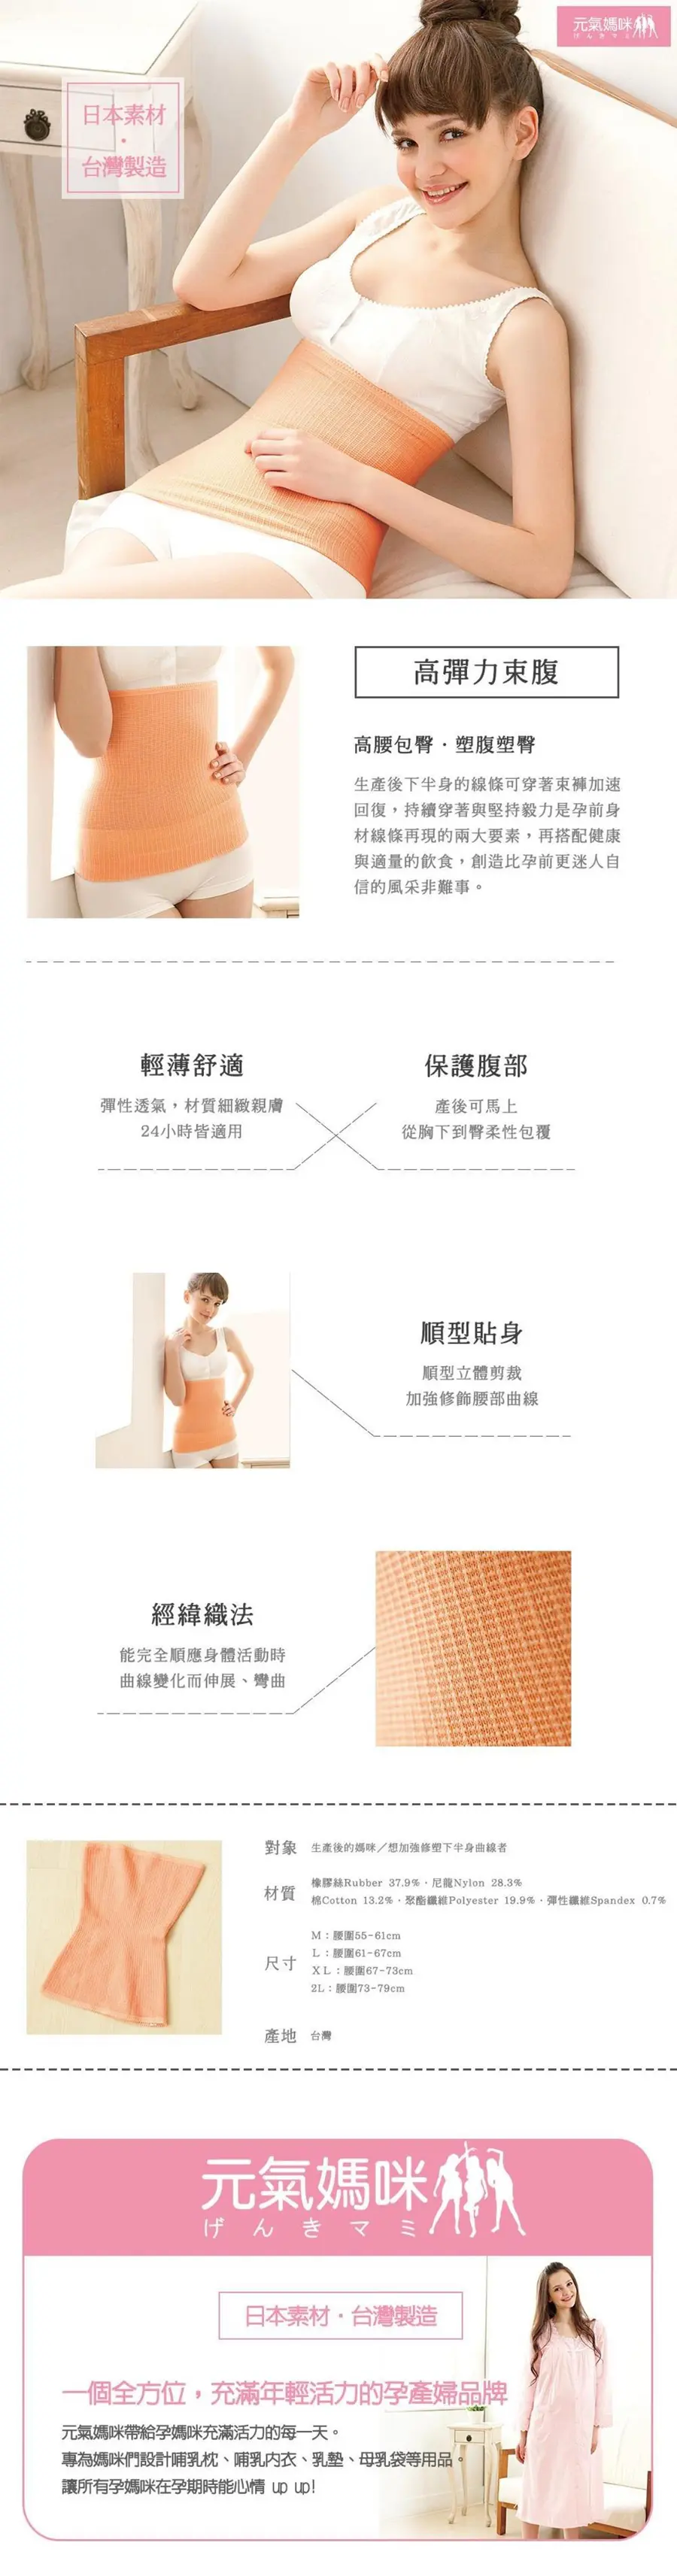 元氣媽咪
げんきマミ
日本素材
·
台灣製造
高彈力束腹
高腰包臀·塑腹塑臀
生產後下半身的線條可穿著束褲加速
回復，持續穿著與堅持毅力是孕前身
材線條再現的兩大要素，再搭配健康
與適量的飲食，創造比孕前更迷人自
信的風采非難事。
輕薄舒適
彈性透氣，材質細緻親膚
24小時皆適用
保護腹部
產後可馬上
從胸下到臀柔性包覆
順型貼身
順型立體剪裁
加強修飾腰部曲線
經緯織法
能完全順應身體活動時
曲線變化而伸展、彎曲
對象 生產後的媽咪／想加強修塑下半身曲線者
材質 橡膠絲Rubber 37.9%·尼龍Nylon 28.3%
棉Cotton 13.2%·聚酯纖維Polyester 19.9%·彈性纖維Spandex 0.7%
尺寸 M：腰圍55-61cm
L：腰圍61-67cm
XL：腰圍67-73cm
2L：腰圍73-79cm
產地 台灣
元氣媽咪
げんきマミ
日本素材·台灣製造
一個全方位，充滿年輕活力的孕產婦品牌
元氣媽咪帶給孕媽咪充滿活力的每一天。
專為媽咪們設計哺乳枕、哺乳內衣、乳墊、母乳袋等用品。
讓所有孕媽咪在孕期時能心情 up up!